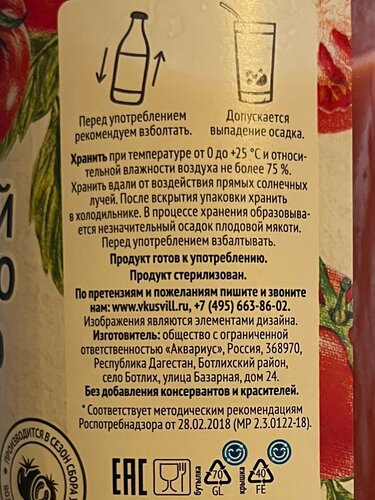 Перед употреблением
рекомендуем взболтать.
Допускается
выпадение осадка.
Хранить при температуре от 0 до +25 °C и относи-
тельной влажности воздуха не более 75 %.
Хранить вдали от воздействия прямых солнечных
лучей. После вскрытия упаковки хранить
в холодильнике. В процессе хранения образовыва-
ется незначительный осадок плодовой мякоти.
Перед употреблением взбалтывать.
Продукт готов к употреблению.
Продукт стерилизован.
По претензиям и пожеланиям пишите и звоните
нам: www.vkusvill.ru, +7 (495) 663-86-02.
Изображения являются элементами дизайна.
Изготовитель: общество с ограниченной
ответственностью «Аквариус», Россия, 368970,
Республика Дагестан, Ботлихский район,
село Ботлих, улица Базарная, дом 24.
Без добавления консервантов и красителей.
* Соответствует методическим рекомендациям
Роспотребнадзора от 28.02.2018 (МР 2.3.0122-18).
ПРОИЗВОДИТСЯ В СЕЗОН СБОРА
EAC
бутылка
70
GL
крышка
40
FE